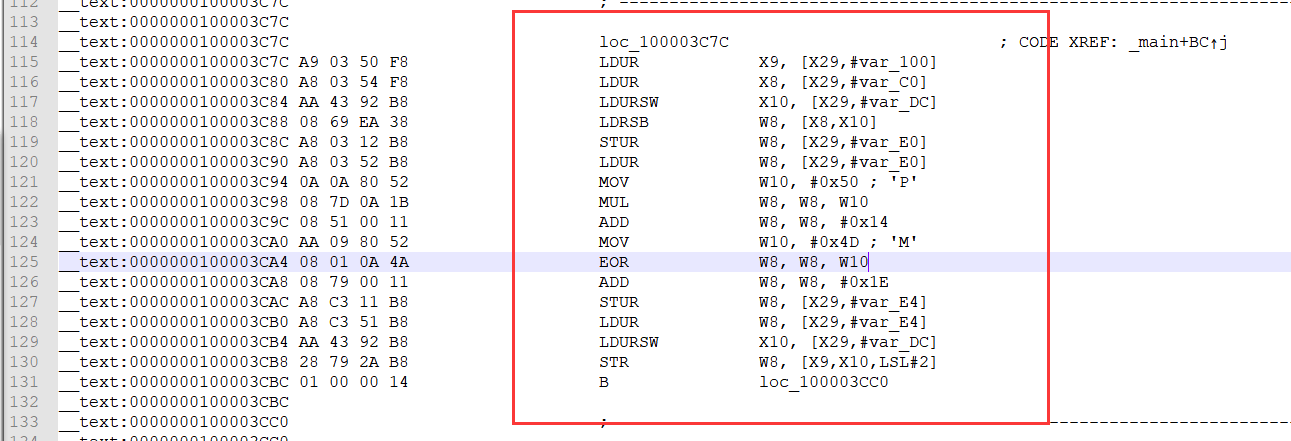 112 __text:0000000100003C7C ; ---------------------------------------------------------------------------
113 __text:0000000100003C7C
114 __text:0000000100003C7C loc_100003C7C ; CODE XREF: _main+BC↑j
115 __text:0000000100003C7C A9 03 50 F8 LDUR X9, [X29,#var_100]
116 __text:0000000100003C80 A8 03 54 F8 LDUR X8, [X29,#var_C0]
117 __text:0000000100003C84 AA 43 92 B8 LDURSW X10, [X29,#var_DC]
118 __text:0000000100003C88 08 69 EA 38 LDRSB W8, [X8,X10]
119 __text:0000000100003C8C A8 03 12 B8 STUR W8, [X29,#var_E0]
120 __text:0000000100003C90 A8 03 52 B8 LDUR W8, [X29,#var_E0]
121 __text:0000000100003C94 0A 0A 80 52 MOV W10, #0x50 ; 'P'
122 __text:0000000100003C98 08 7D 0A 1B MUL W8, W8, W10
123 __text:0000000100003C9C 08 51 00 11 ADD W8, W8, #0x14
124 __text:0000000100003CA0 AA 09 80 52 MOV W10, #0x4D ; 'M'
125 __text:0000000100003CA4 08 01 0A 4A EOR W8, W8, W10
126 __text:0000000100003CA8 08 79 00 11 ADD W8, W8, #0x1E
127 __text:0000000100003CAC A8 C3 11 B8 STUR W8, [X29,#var_E4]
128 __text:0000000100003CB0 A8 C3 51 B8 LDUR W8, [X29,#var_E4]
129 __text:0000000100003CB4 AA 43 92 B8 LDURSW X10, [X29,#var_DC]
130 __text:0000000100003CB8 28 79 2A B8 STR W8, [X9,X10,LSL#2]
131 __text:0000000100003CBC 01 00 00 14 B loc_100003CC0
132 __text:0000000100003CBC
133 __text:0000000100003CC0 ; ---------------------------------------------------------------------------
134 __text:0000000100003CC0